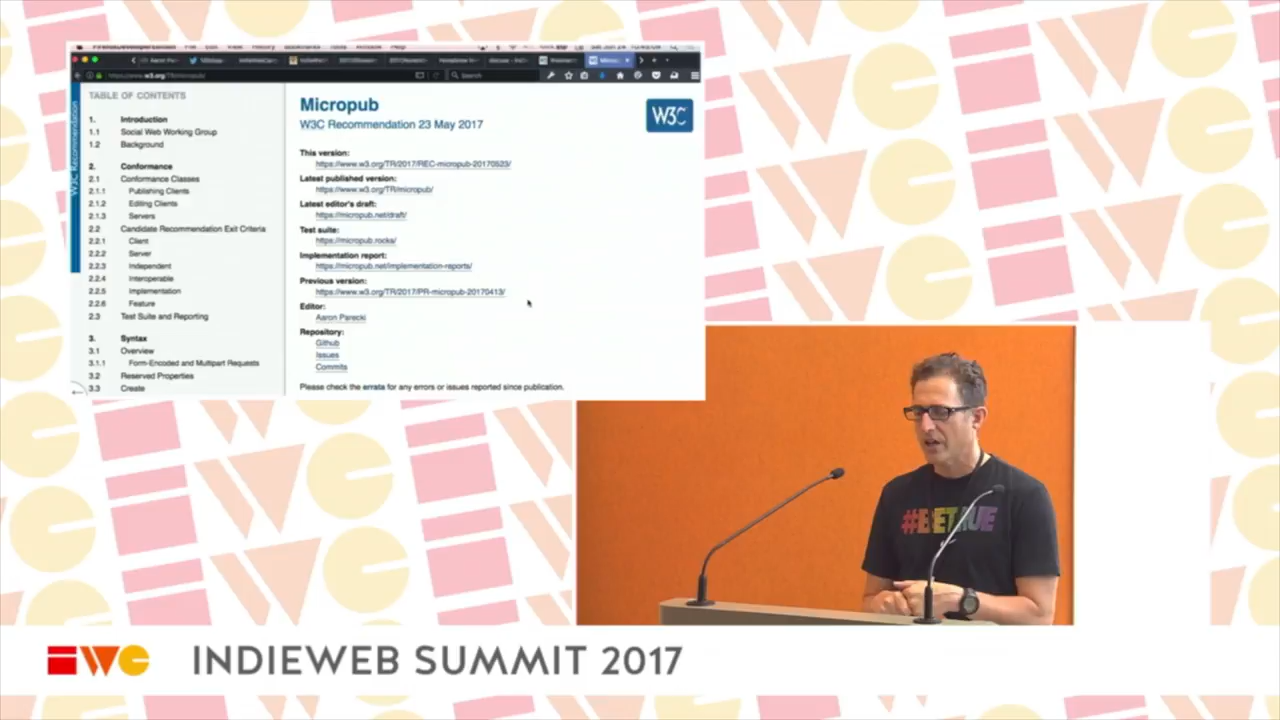 TABLE OF CONTENTS
1. Introduction
1.1 Social Web Working Group
1.2 Background
2. Conformance
2.1 Conformance Classes
2.1.1 Publishing Clients
2.1.2 Editing Clients
2.1.3 Servers
2.2 Candidate Recommendation Exit Criteria
2.2.1 Client
2.2.2 Server
2.2.3 Independent
2.2.4 Interoperable
2.2.5 Implementation
2.2.6 Feature
2.3 Test Suite and Reporting
3. Syntax
3.1 Overview
3.1.1 Form-Encoded and Multipart Requests
3.2 Reserved Properties
3.3 Create
W3C Recommendation
Micropub
W3C Recommendation 23 May 2017
W3C
This version:
https://www.w3.org/TR/2017/REC-micropub-20170523/
Latest published version:
https://www.w3.org/TR/micropub/
Latest editor's draft:
https://micropub.net/draft/
Test suite:
https://micropub.rocks/
Implementation report:
https://micropub.net/implementation-reports/
Previous version:
https://www.w3.org/TR/2017/PR-micropub-20170413/
Editor:
Aaron Parecki
Repository:
Github
Issues
Commits
Please check the errata for any errors or issues reported since publication.
Search
INDIEWEB SUMMIT 2017